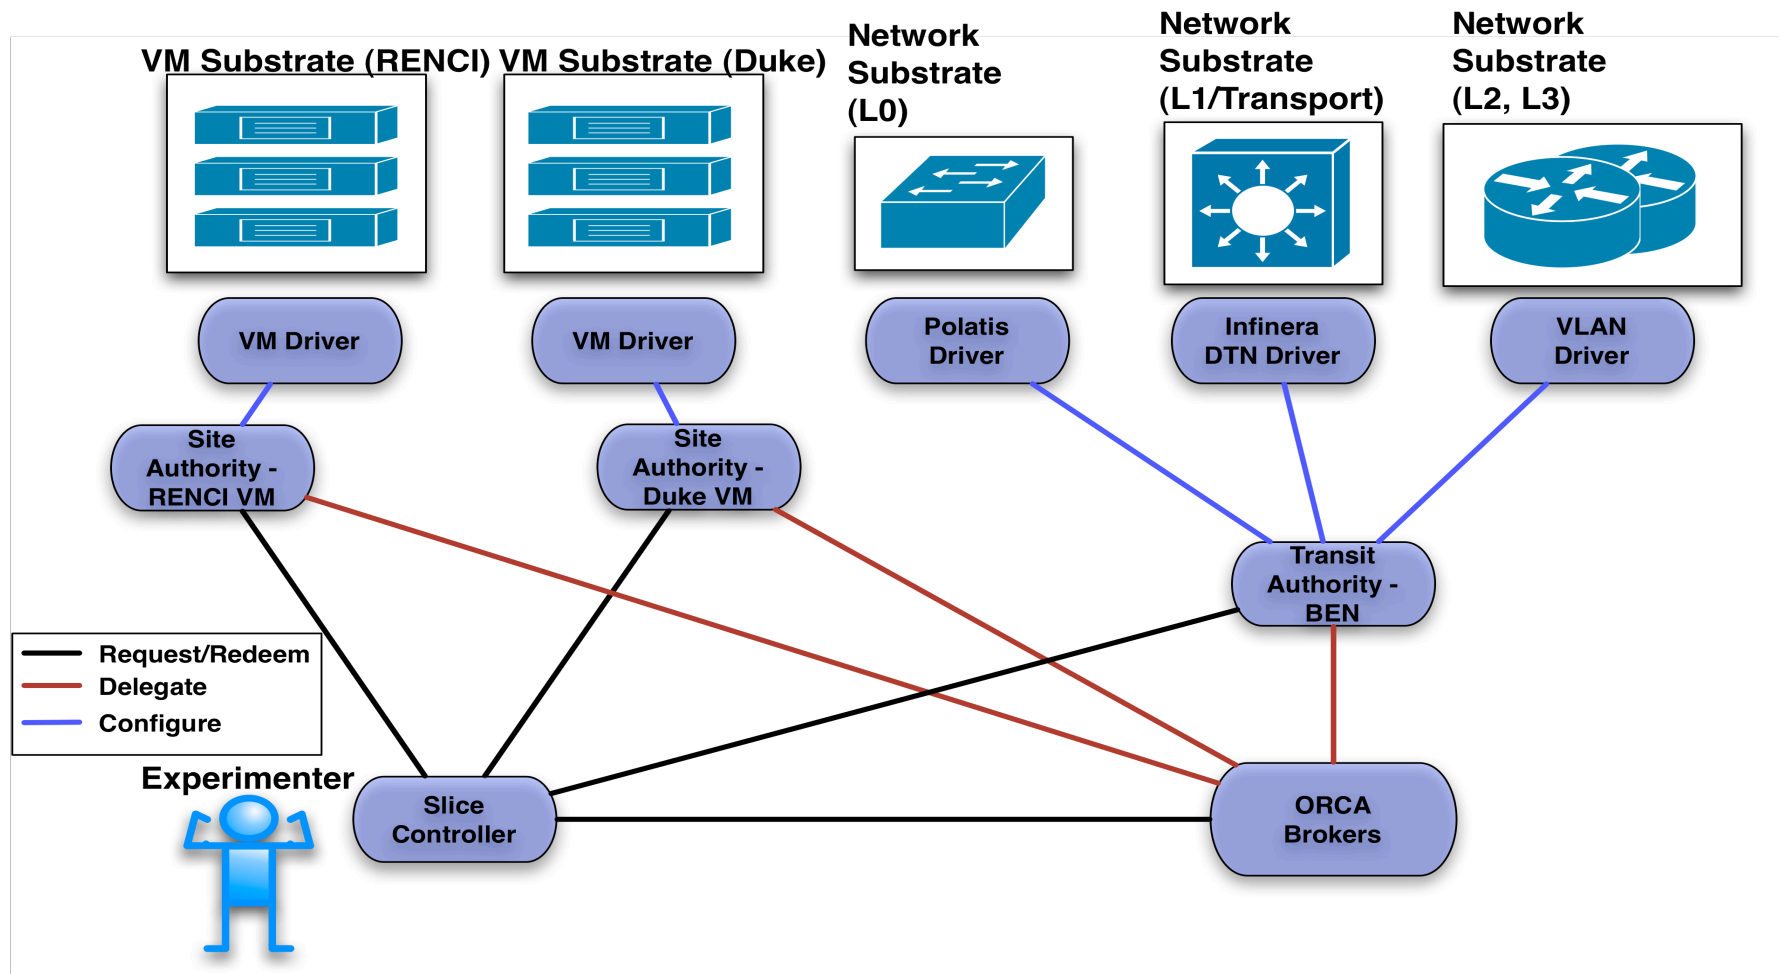 VM Substrate (RENCI)
VM Substrate (Duke)
Network
Substrate
(L0)
Network
Substrate
(L1/Transport)
Network
Substrate
(L2, L3)
VM Driver
VM Driver
Polatis
Driver
Infinera
DTN Driver
VLAN
Driver
Site
Authority -
RENCI VM
Site
Authority -
Duke VM
Transit
Authority -
BEN
Request/Redeem
Delegate
Configure
Experimenter
Slice
Controller
ORCA
Brokers